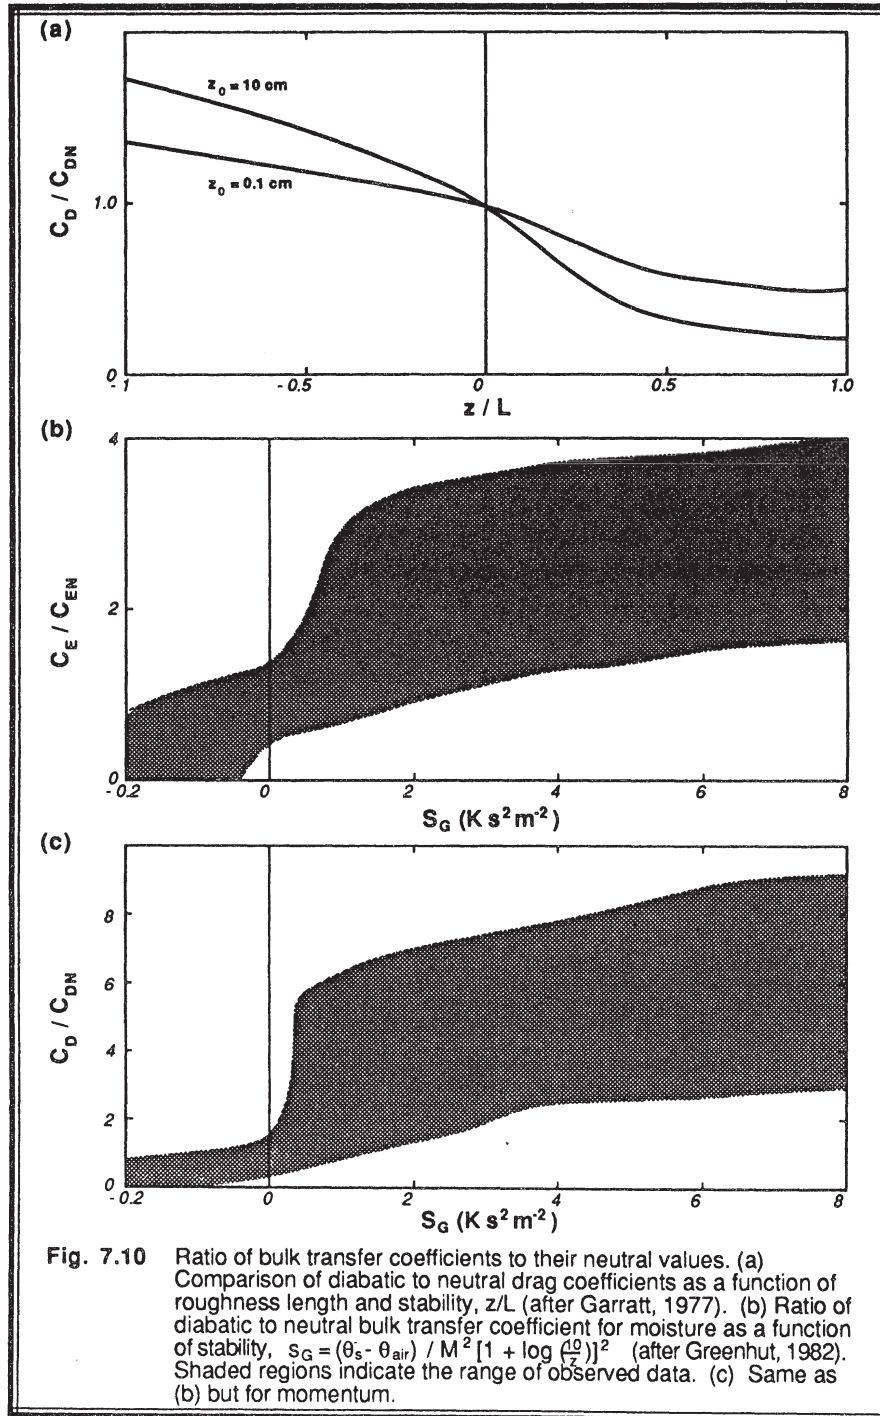 (a)
z₀ = 10 cm
z₀ = 0.1 cm
C_D / C_DN
1.0
0
-1
-0.5
0
0.5
1.0
z / L
(b)
C_E / C_EN
4
2
0
-0.2
0
2
4
6
8
S_G (K s² m⁻²)
(c)
C_D / C_DN
8
6
4
2
0
-0.2
0
2
4
6
8
S_G (K s² m⁻²)
Fig. 7.10 Ratio of bulk transfer coefficients to their neutral values. (a)
Comparison of diabatic to neutral drag coefficients as a function of
roughness length and stability, z/L (after Garratt, 1977). (b) Ratio of
diabatic to neutral bulk transfer coefficient for moisture as a function
of stability, s_G = (θ_s - θ_air) / M² [1 + log (10/z)]² (after Greenhut, 1982).
Shaded regions indicate the range of observed data. (c) Same as
(b) but for momentum.